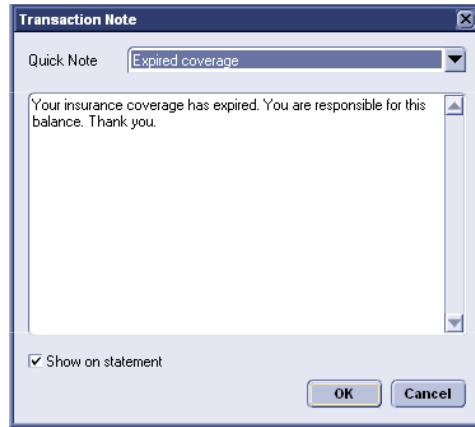 Transaction Note
Quick Note Expired coverage
Your insurance coverage has expired. You are responsible for this
balance. Thank you.
Show on statement
OK Cancel